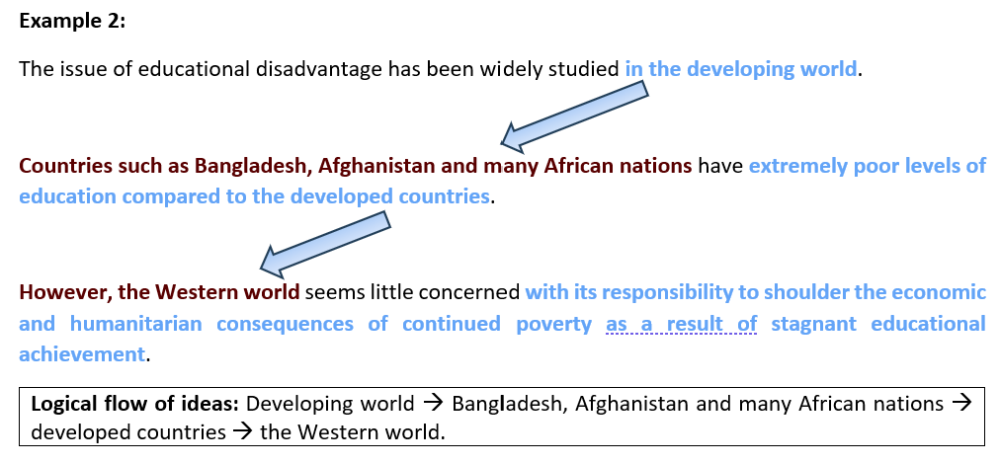 Example 2:
The issue of educational disadvantage has been widely studied in the developing world.
Countries such as Bangladesh, Afghanistan and many African nations have extremely poor levels of
education compared to the developed countries.
However, the Western world seems little concerned with its responsibility to shoulder the economic
and humanitarian consequences of continued poverty as a result of stagnant educational
achievement.
Logical flow of ideas: Developing world → Bangladesh, Afghanistan and many African nations →
developed countries → the Western world.